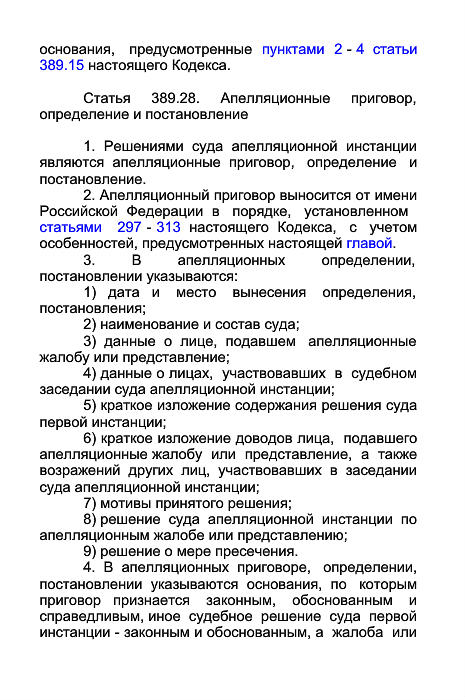 основания, предусмотренные пунктами 2 - 4 статьи
389.15 настоящего Кодекса.
Статья 389.28. Апелляционные приговор,
определение и постановление
1. Решениями суда апелляционной инстанции
являются апелляционные приговор, определение и
постановление.
2. Апелляционный приговор выносится от имени
Российской Федерации в порядке, установленном
статьями 297 - 313 настоящего Кодекса, с учетом
особенностей, предусмотренных настоящей главой.
3. В апелляционных определении,
постановлении указываются:
1) дата и место вынесения определения,
постановления;
2) наименование и состав суда;
3) данные о лице, подавшем апелляционные
жалобу или представление;
4) данные о лицах, участвовавших в судебном
заседании суда апелляционной инстанции;
5) краткое изложение содержания решения суда
первой инстанции;
6) краткое изложение доводов лица, подавшего
апелляционные жалобу или представление, а также
возражений других лиц, участвовавших в заседании
суда апелляционной инстанции;
7) мотивы принятого решения;
8) решение суда апелляционной инстанции по
апелляционным жалобе или представлению;
9) решение о мере пресечения.
4. В апелляционных приговоре, определении,
постановлении указываются основания, по которым
приговор признается законным, обоснованным и
справедливым, иное судебное решение суда первой
инстанции - законным и обоснованным, а жалоба или